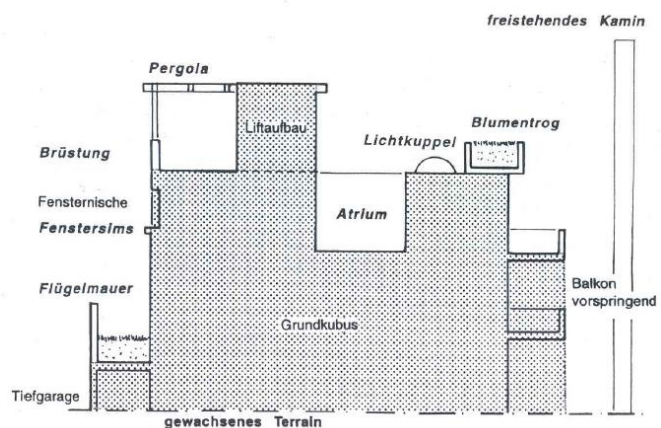 freistehendes Kamin
Pergola
Liftaufbau
Blumentrog
Lichtkuppel
Brüstung
Fensternische
Atrium
Fenstersims
Flügelmauer
Balkon
vorspringend
Grundkubus
Tiefgarage
gewachsenes Terrain